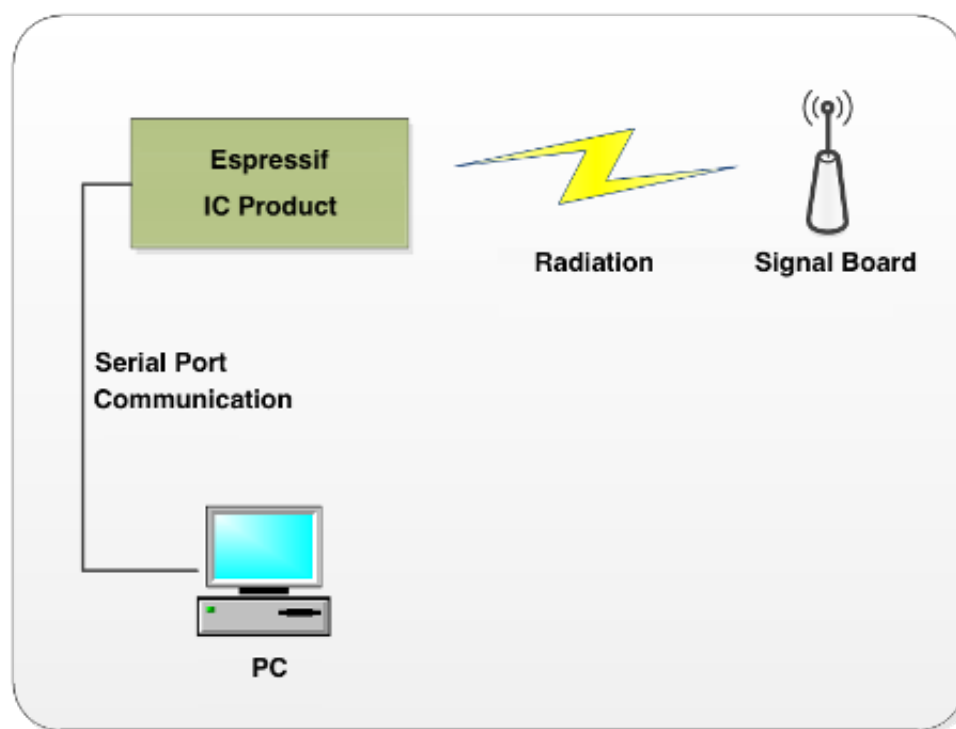 Espressif
IC Product
Radiation
Signal Board
Serial Port
Communication
PC